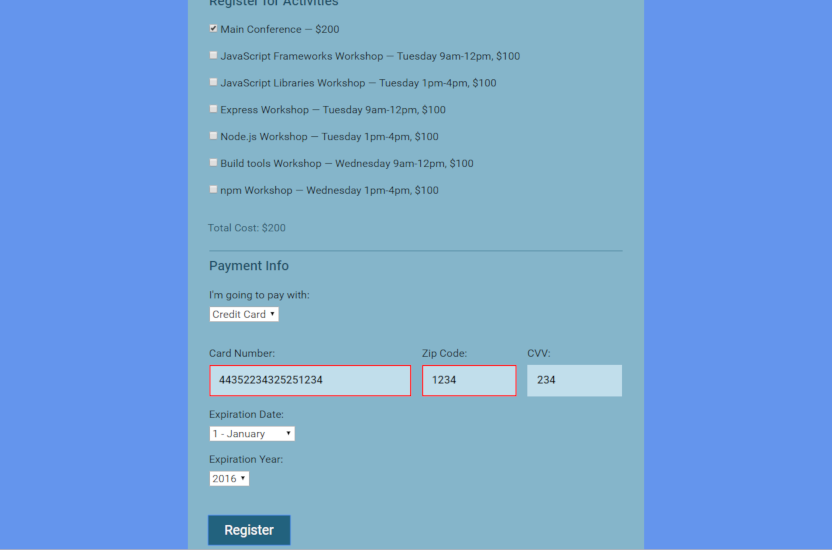 Register for Activities
Main Conference — $200
JavaScript Frameworks Workshop — Tuesday 9am-12pm, $100
JavaScript Libraries Workshop — Tuesday 1pm-4pm, $100
Express Workshop — Tuesday 9am-12pm, $100
Node.js Workshop — Tuesday 1pm-4pm, $100
Build tools Workshop — Wednesday 9am-12pm, $100
npm Workshop — Wednesday 1pm-4pm, $100
Total Cost: $200
Payment Info
I'm going to pay with:
Credit Card
Card Number: Zip Code: CVV:
44352234325251234 1234 234
Expiration Date:
1 - January
Expiration Year:
2016
Register